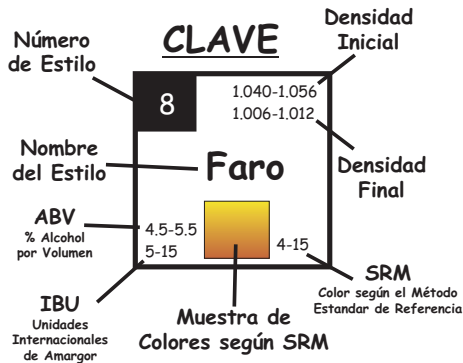 CLAVE
Número
de Estilo
Densidad
Inicial
8
1.040-1.056
1.006-1.012
Nombre
del Estilo
Faro
Densidad
Final
ABV
% Alcohol
por Volumen
4.5-5.5
5-15
4-15
SRM
Color según el Método
Estandar de Referencia
IBU
Unidades
Internacionales
de Amargor
Muestra de
Colores según SRM